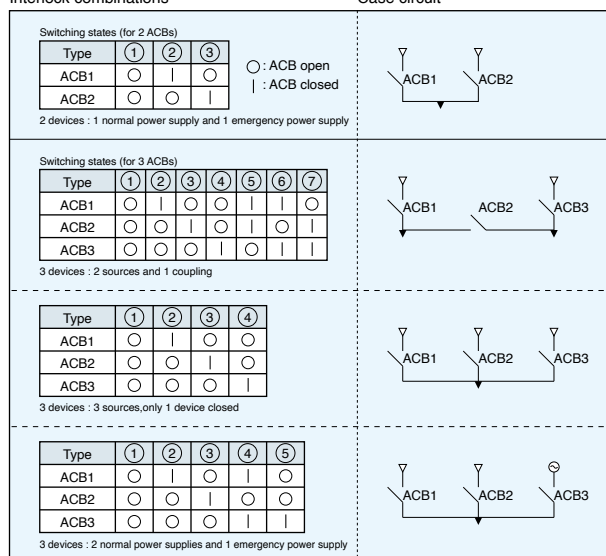 Interlock combinations
Case circuit
Switching states (for 2 ACBs)
Type ① ② ③
ACB1 ○ | ○
ACB2 ○ ○ |
○ : ACB open
| : ACB closed
2 devices : 1 normal power supply and 1 emergency power supply
ACB1 ACB2
Switching states (for 3 ACBs)
Type ① ② ③ ④ ⑤ ⑥ ⑦
ACB1 ○ | ○ ○ | | ○
ACB2 ○ ○ | ○ | ○ |
ACB3 ○ ○ ○ | ○ | |
3 devices : 2 sources and 1 coupling
ACB1 ACB2 ACB3
Type ① ② ③ ④
ACB1 ○ | ○ ○
ACB2 ○ ○ | ○
ACB3 ○ ○ ○ |
3 devices : 3 sources,only 1 device closed
ACB1 ACB2 ACB3
Type ① ② ③ ④ ⑤
ACB1 ○ | ○ | ○
ACB2 ○ ○ | ○ ○
ACB3 ○ ○ ○ | |
3 devices : 2 normal power supplies and 1 emergency power supply
ACB1 ACB2 ACB3